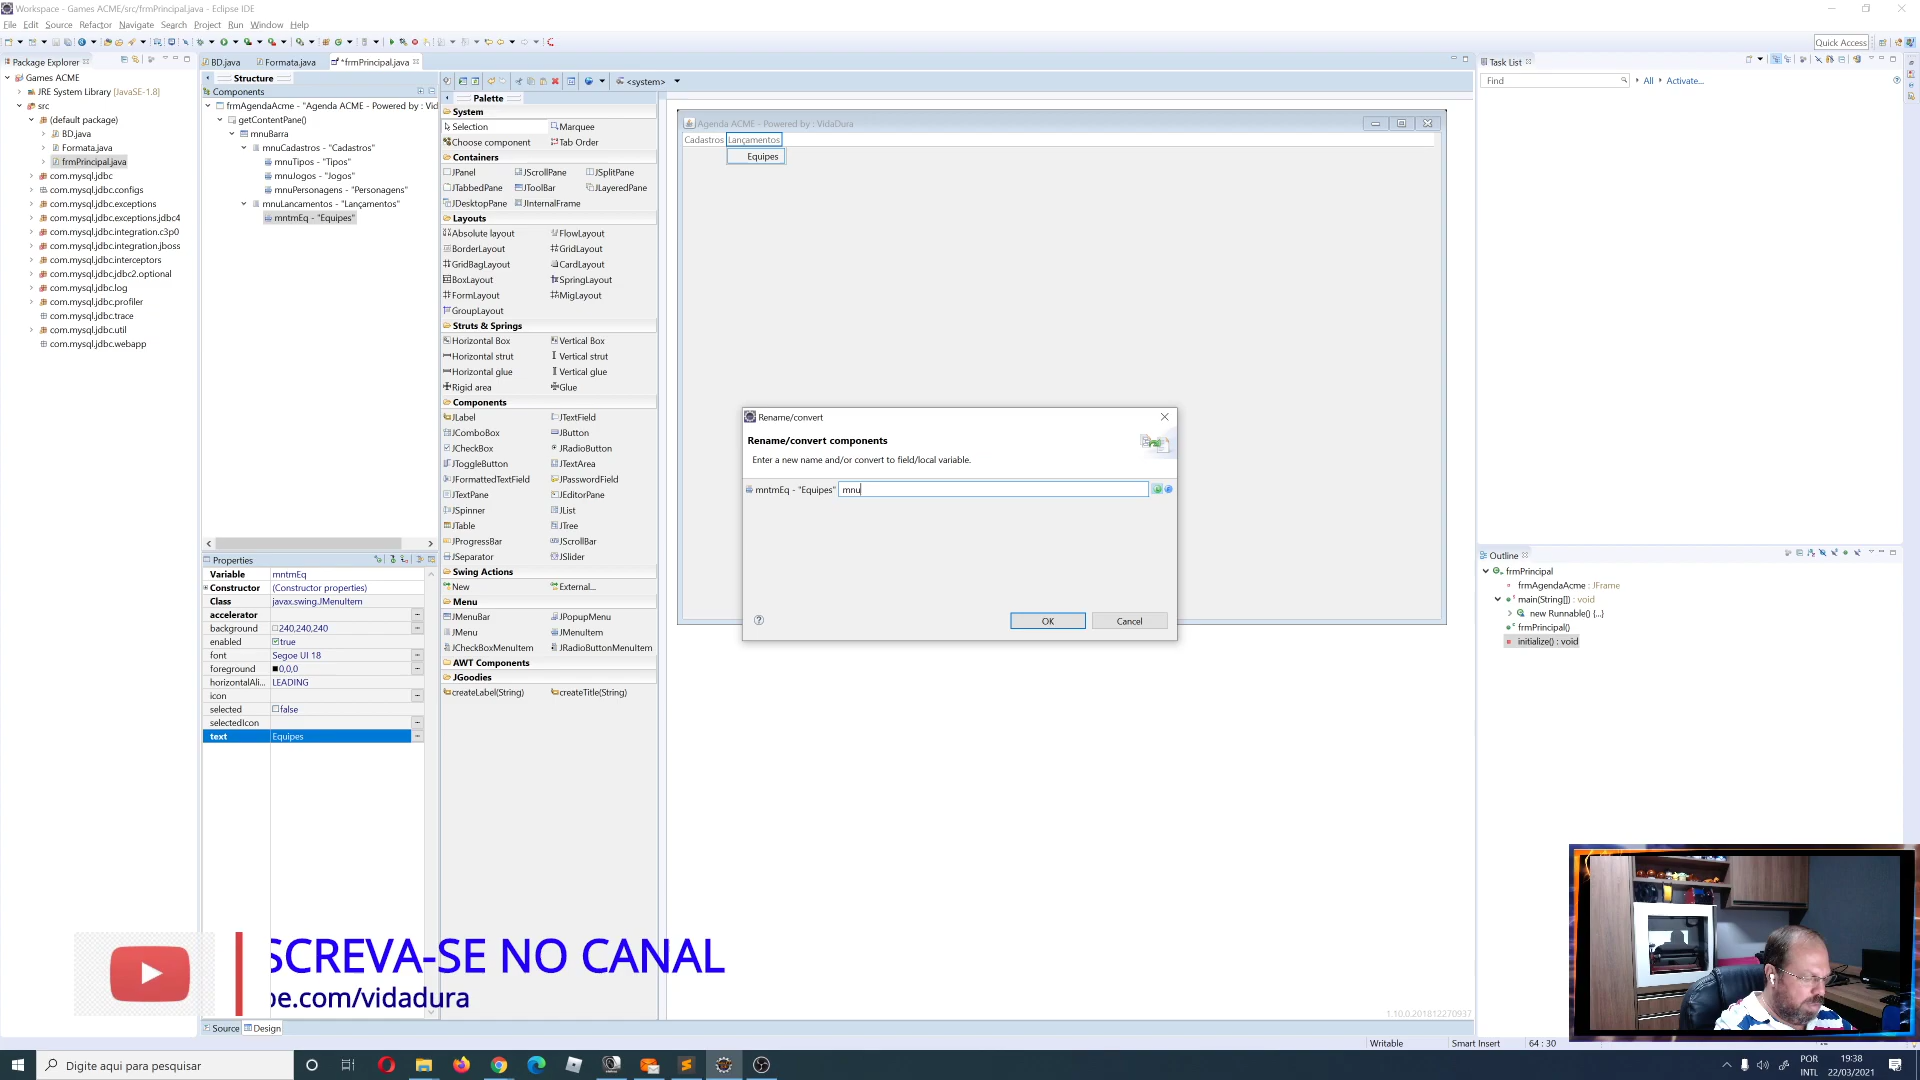 Workspace - Games ACME/src/frmPrincipal.java - Eclipse IDE
File Edit Source Refactor Navigate Search Project Run Window Help
Quick Access
Package Explorer
Games ACME
JRE System Library [JavaSE-1.8]
src
(default package)
BD.java
Formata.java
frmPrincipal.java
com.mysql.jdbc
com.mysql.jdbc.configs
com.mysql.jdbc.exceptions
com.mysql.jdbc.exceptions.jdbc4
com.mysql.jdbc.integration.c3p0
com.mysql.jdbc.integration.jboss
com.mysql.jdbc.interceptors
com.mysql.jdbc.jdbc2.optional
com.mysql.jdbc.log
com.mysql.jdbc.profiler
com.mysql.jdbc.trace
com.mysql.jdbc.util
com.mysql.jdbc.webapp
BD.java Formata.java *frmPrincipal.java
Structure
Components
frmAgendaAcme - "Agenda ACME - Powered by : Vid
getContentPane()
mnuBarra
mnuCadastros - "Cadastros"
mnuTipos - "Tipos"
mnuJogos - "Jogos"
mnuPersonagens - "Personagens"
mnuLancamentos - "Lançamentos"
mntmEq - "Equipes"
Properties
Variable mntmEq
Constructor (Constructor properties)
Class javax.swing.JMenuItem
accelerator
background 240,240,240
enabled true
font Segoe UI 18
foreground 0,0,0
horizontalAli... LEADING
icon
selected false
selectedIcon
text Equipes
Source Design
<system>
Palette
System
Selection Marquee
Choose component Tab Order
Containers
JPanel JScrollPane JSplitPane
JTabbedPane JToolBar JLayeredPane
JDesktopPane JInternalFrame
Layouts
Absolute layout FlowLayout
BorderLayout GridLayout
GridBagLayout CardLayout
BoxLayout SpringLayout
FormLayout MigLayout
GroupLayout
Struts & Springs
Horizontal Box Vertical Box
Horizontal strut Vertical strut
Horizontal glue Vertical glue
Rigid area Glue
Components
JLabel JTextField
JComboBox JButton
JCheckBox JRadioButton
JToggleButton JTextArea
JFormattedTextField JPasswordField
JTextPane JEditorPane
JSpinner JList
JTable JTree
JProgressBar JScrollBar
JSeparator JSlider
Swing Actions
New External...
Menu
JMenuBar JPopupMenu
JMenu JMenuItem
JCheckBoxMenuItem JRadioButtonMenuItem
AWT Components
JGoodies
createLabel(String) createTitle(String)
Agenda ACME - Powered by : VidaDura
Cadastros Lançamentos
Equipes
Rename/convert
Rename/convert components
Enter a new name and/or convert to field/local variable.
mntmEq - "Equipes" mnu
OK Cancel
1.10.0.201812270937
Task List
Find All Activate...
Outline
frmPrincipal
frmAgendaAcme : JFrame
main(String[]) : void
new Runnable() {...}
frmPrincipal()
initialize() : void
SCREVA-SE NO CANAL
be.com/vidadura
Writable Smart Insert 64 : 30
Digite aqui para pesquisar
POR
INTL
19:38
22/03/2021